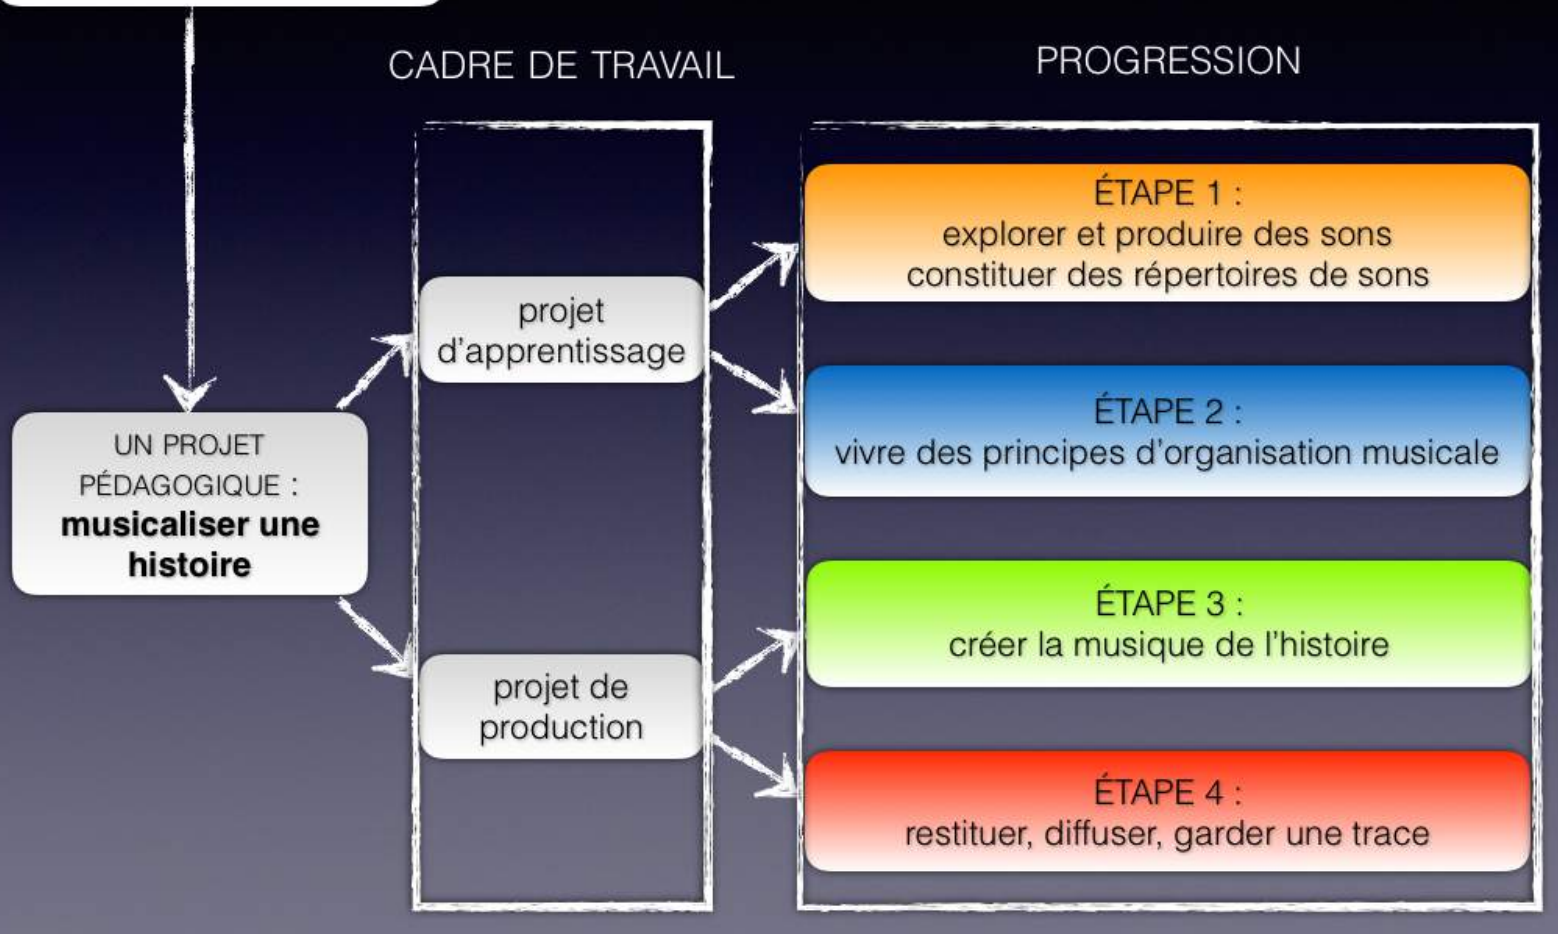 CADRE DE TRAVAIL
PROGRESSION
ÉTAPE 1 :
explorer et produire des sons
constituer des répertoires de sons
projet
d'apprentissage
ÉTAPE 2 :
vivre des principes d'organisation musicale
UN PROJET
PÉDAGOGIQUE :
musicaliser une
histoire
ÉTAPE 3 :
créer la musique de l'histoire
projet de
production
ÉTAPE 4 :
restituer, diffuser, garder une trace